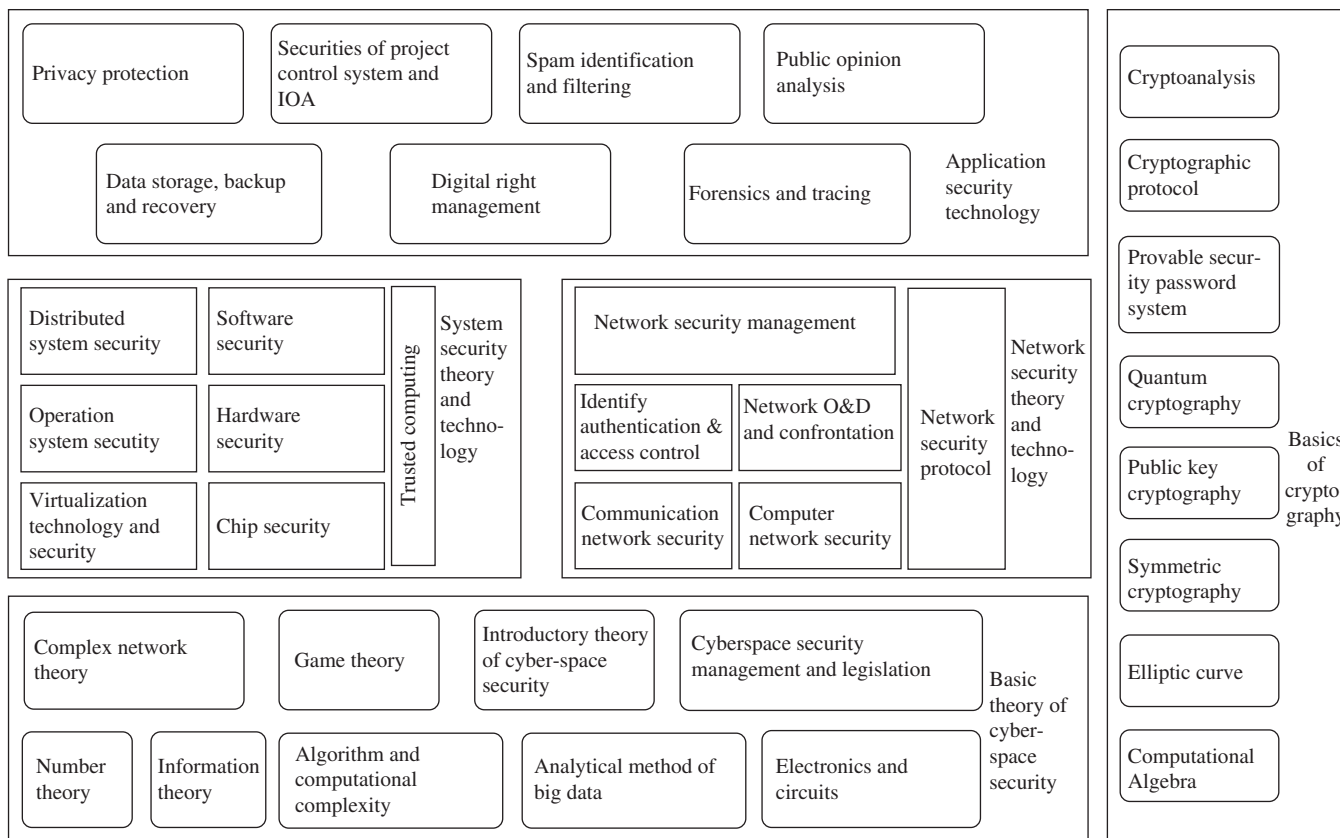 Privacy protection
Securities of project
control system and
IOA
Spam identification
and filtering
Public opinion
analysis
Data storage, backup
and recovery
Digital right
management
Forensics and tracing
Application
security
technology
Distributed
system security
Software
security
Operation
system secutity
Hardware
security
Virtualization
technology and
security
Chip security
Trusted computing
System
security
theory
and
techno-
logy
Network security management
Identify
authentication &
access control
Network O&D
and confrontation
Communication
network security
Computer
network security
Network
security
protocol
Network
security
theory
and
techno-
logy
Complex network
theory
Game theory
Introductory theory
of cyber-space
security
Cyberspace security
management and legislation
Number
theory
Information
theory
Algorithm and
computational
complexity
Analytical method of
big data
Electronics and
circuits
Basic
theory of
cyber-
space
security
Cryptoanalysis
Cryptographic
protocol
Provable secur-
ity password
system
Quantum
cryptography
Public key
cryptography
Symmetric
cryptography
Elliptic curve
Computational
Algebra
Basics
of
crypto
graphy